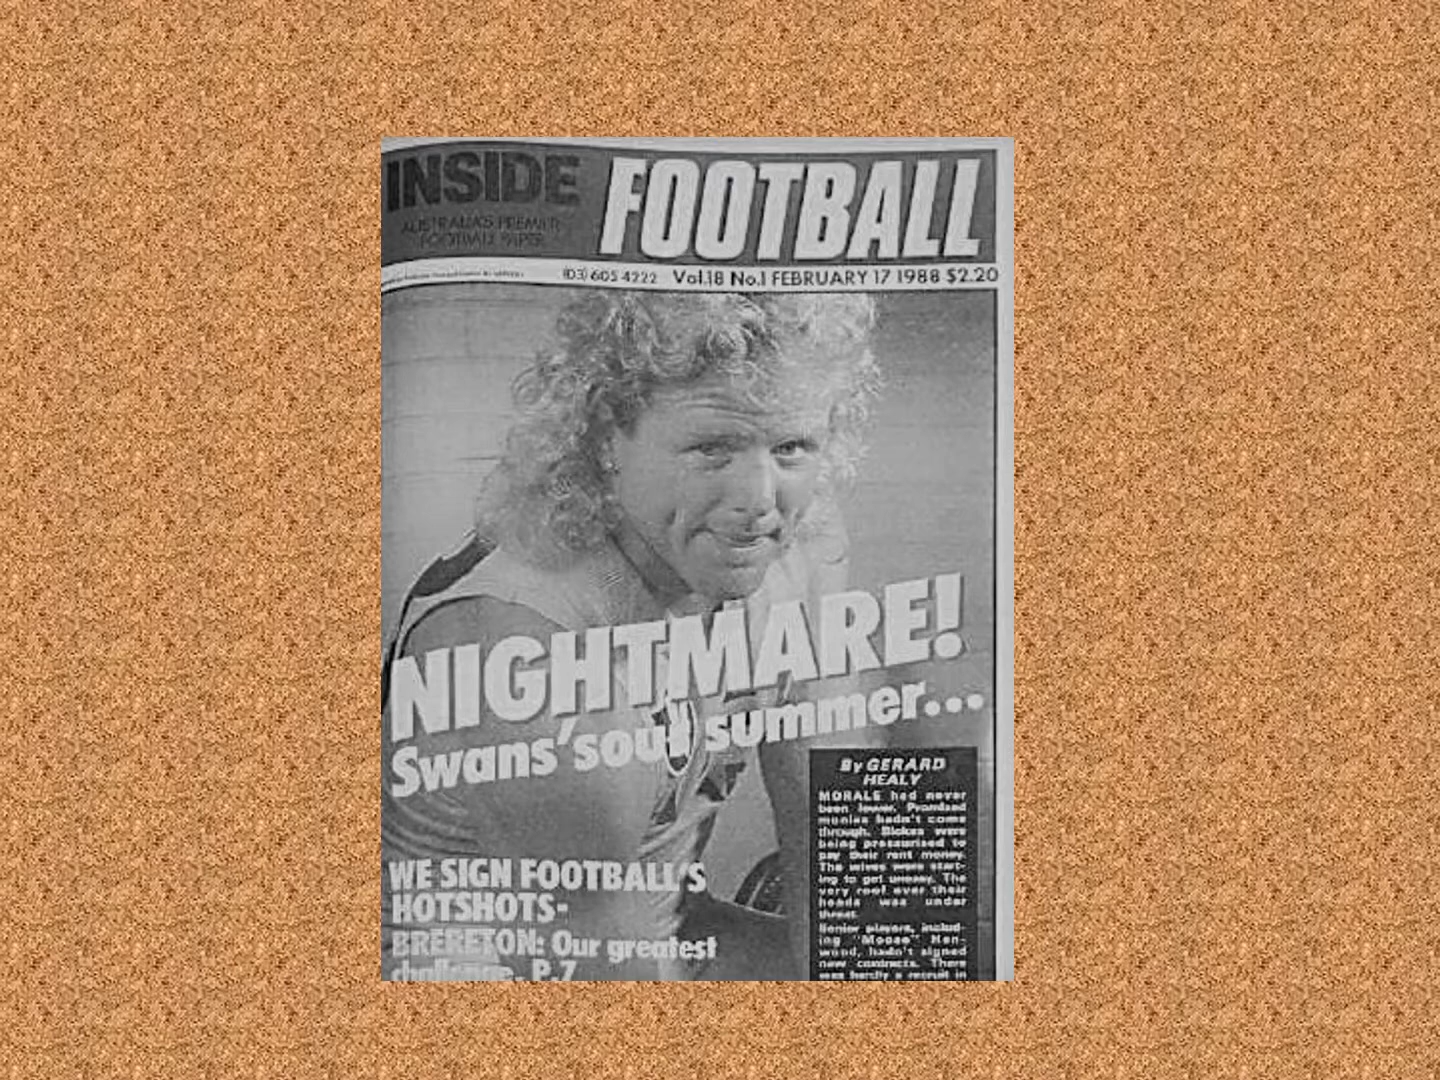 INSIDE FOOTBALL
AUSTRALIA'S PREMIER
FOOTBALL PAPER
(03) 605 4222 Vol.18 No.1 FEBRUARY 17 1988 $2.20
NIGHTMARE!
Swans' sour summer...
By GERARD
HEALY
MORALE had never
been lower. Promised
monies hadn't come
through. Blokes were
being pressurised to
pay their rent money.
The wives were start-
ing to get uneasy. The
very roof over their
heads was under
threat.
Senior players, includ-
ing "Moose" Hen-
wood, hadn't signed
new contracts. There
was hardly a recruit in
WE SIGN FOOTBALL'S
HOTSHOTS-
BRERETON: Our greatest
challenge. P.7